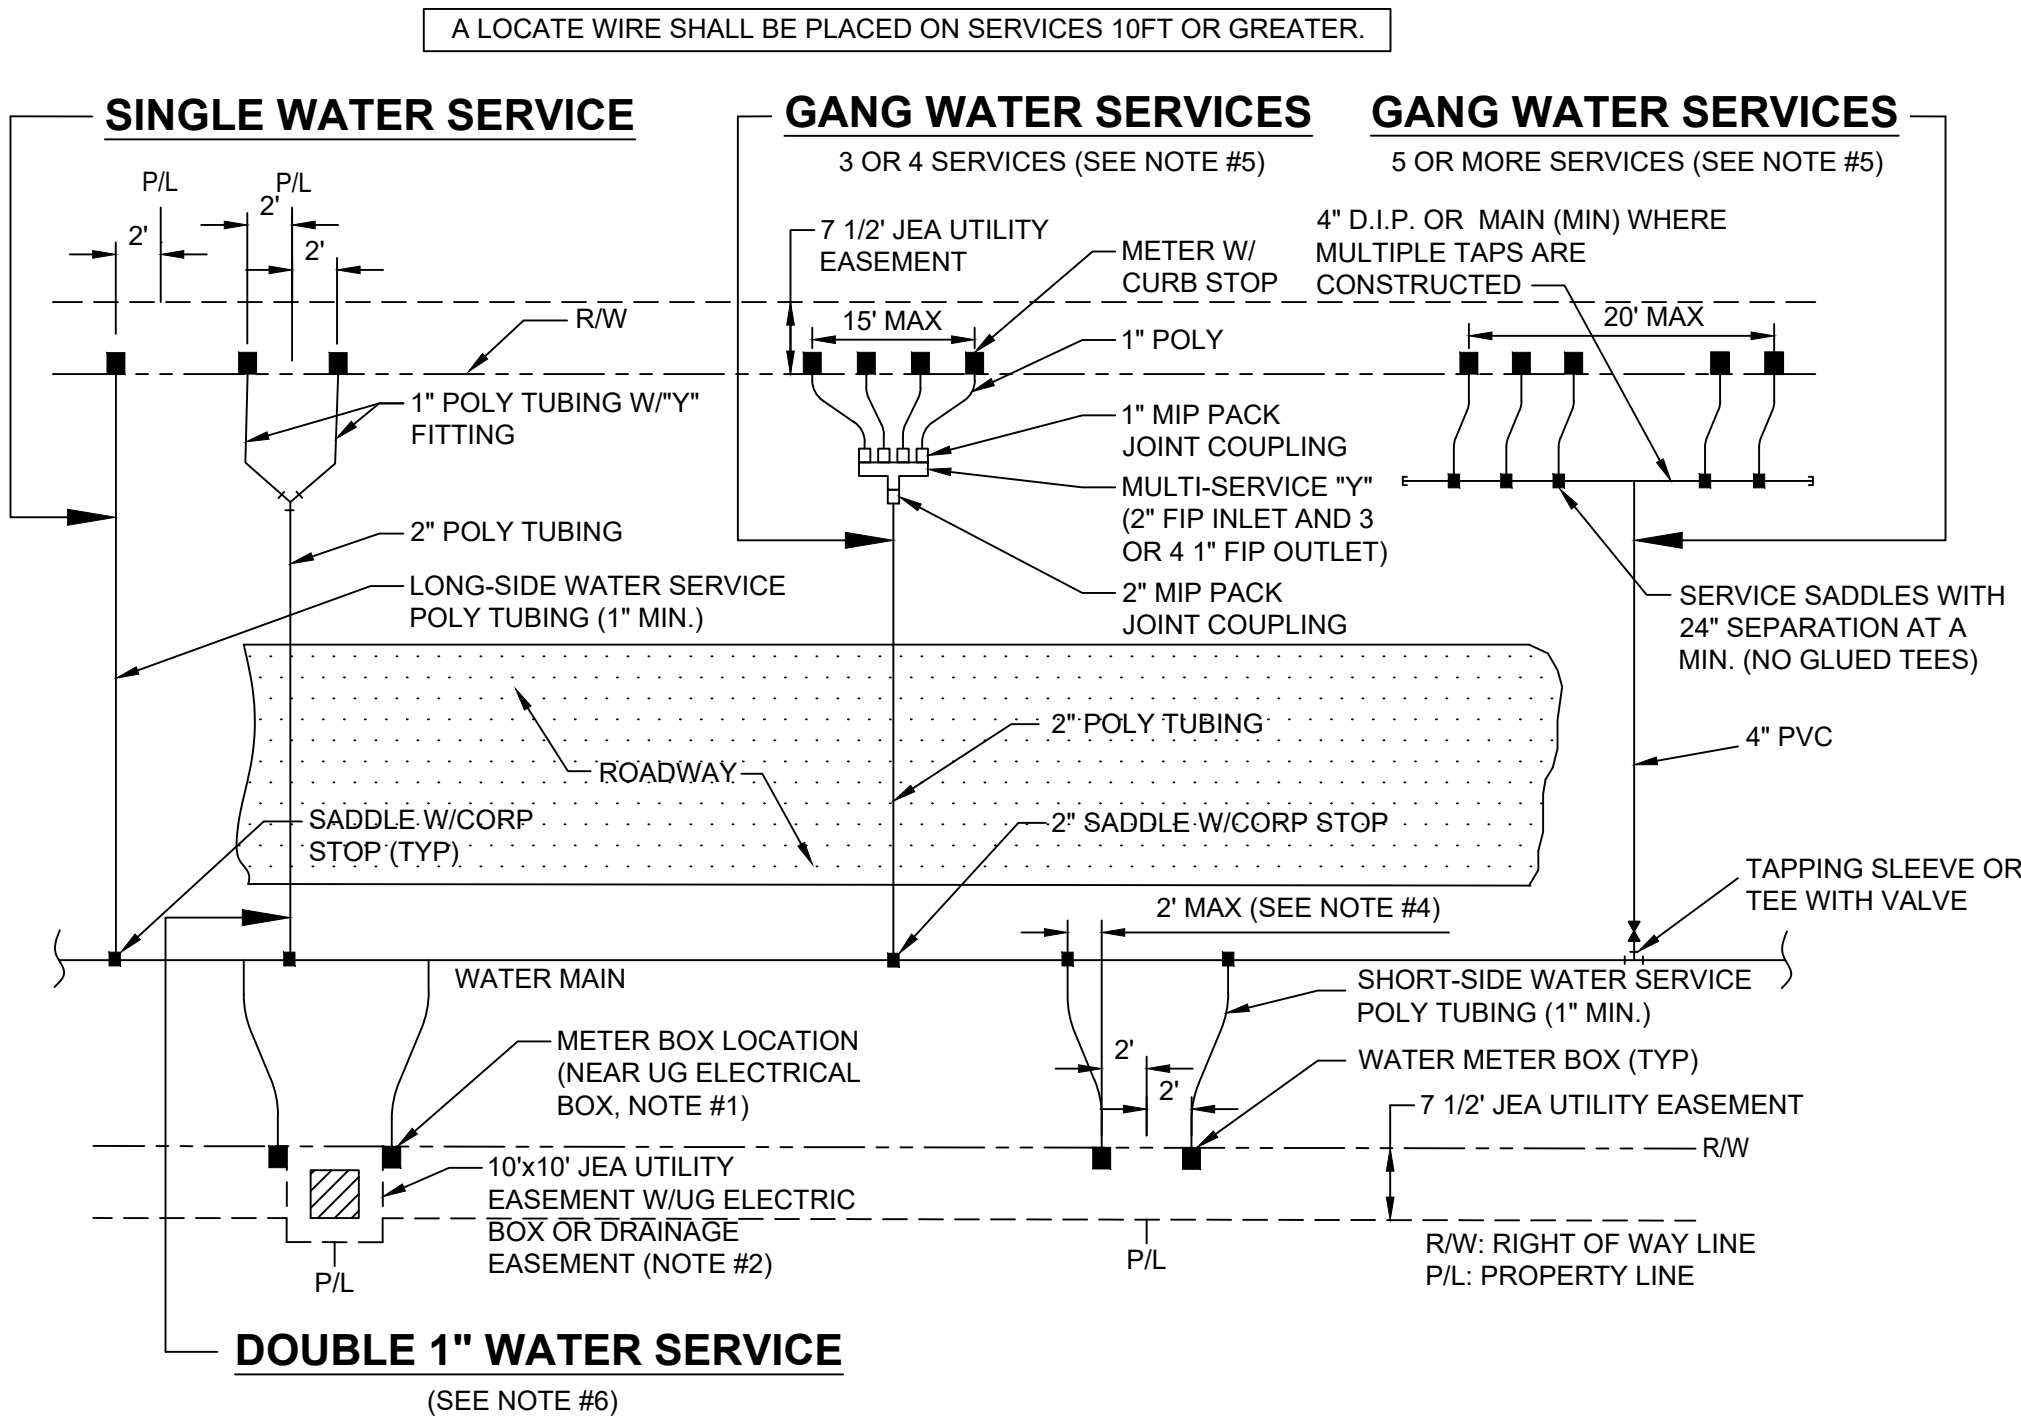 A LOCATE WIRE SHALL BE PLACED ON SERVICES 10FT OR GREATER.
SINGLE WATER SERVICE
GANG WATER SERVICES
3 OR 4 SERVICES (SEE NOTE #5)
GANG WATER SERVICES
5 OR MORE SERVICES (SEE NOTE #5)
P/L
P/L
2'
2'
2'
7 1/2' JEA UTILITY
EASEMENT
METER W/
CURB STOP
4" D.I.P. OR MAIN (MIN) WHERE
MULTIPLE TAPS ARE
CONSTRUCTED
R/W
15' MAX
20' MAX
1" POLY
1" POLY TUBING W/"Y"
FITTING
1" MIP PACK
JOINT COUPLING
MULTI-SERVICE "Y"
(2" FIP INLET AND 3
OR 4 1" FIP OUTLET)
2" POLY TUBING
LONG-SIDE WATER SERVICE
POLY TUBING (1" MIN.)
2" MIP PACK
JOINT COUPLING
SERVICE SADDLES WITH
24" SEPARATION AT A
MIN. (NO GLUED TEES)
2" POLY TUBING
4" PVC
ROADWAY
SADDLE W/CORP
STOP (TYP)
2" SADDLE W/CORP STOP
TAPPING SLEEVE OR
TEE WITH VALVE
2' MAX (SEE NOTE #4)
WATER MAIN
SHORT-SIDE WATER SERVICE
POLY TUBING (1" MIN.)
METER BOX LOCATION
(NEAR UG ELECTRICAL
BOX, NOTE #1)
2'
2'
WATER METER BOX (TYP)
7 1/2' JEA UTILITY EASEMENT
R/W
10'x10' JEA UTILITY
EASEMENT W/UG ELECTRIC
BOX OR DRAINAGE
EASEMENT (NOTE #2)
P/L
P/L
R/W: RIGHT OF WAY LINE
P/L: PROPERTY LINE
DOUBLE 1" WATER SERVICE
(SEE NOTE #6)